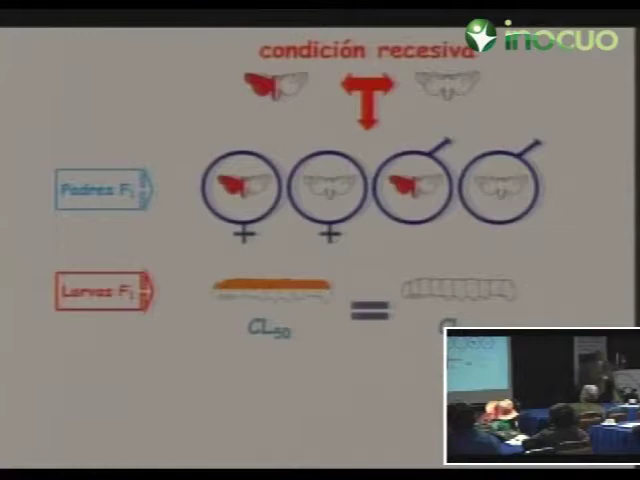 inocuo
condición recesiva
Padres F₁
Larvas F₁
CL₅₀
=
C